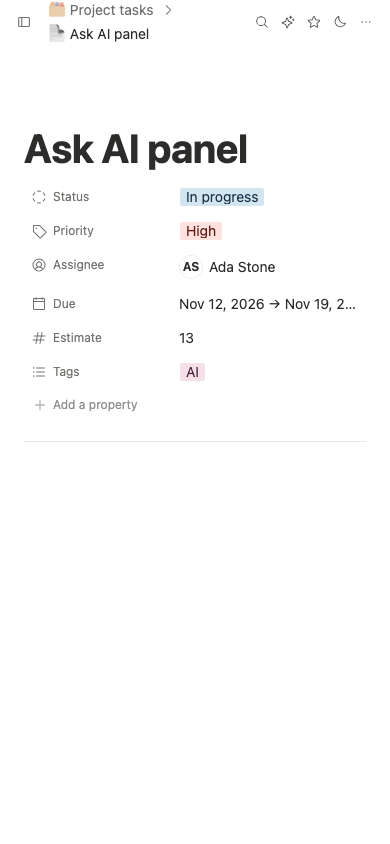 Project tasks
Ask AI panel
Ask AI panel
Status
In progress
Priority
High
Assignee
AS Ada Stone
Due
Nov 12, 2026 → Nov 19, 2...
Estimate
13
Tags
AI
Add a property